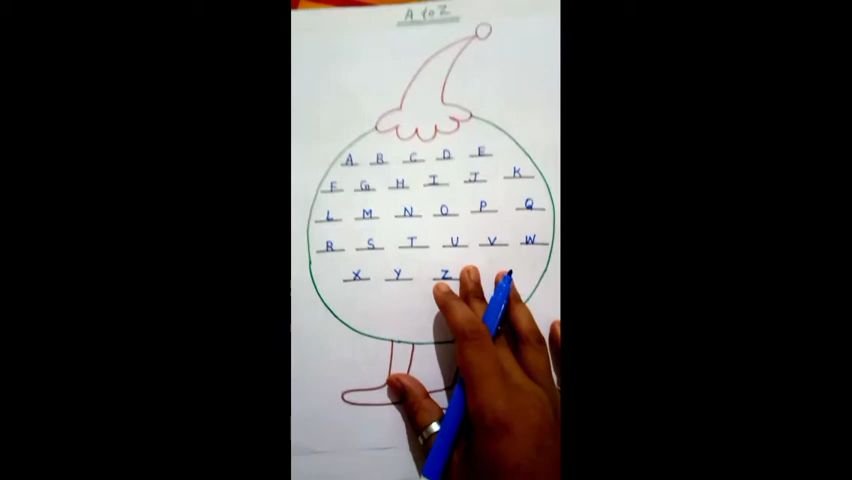 A to Z
A B C D E
F G H I J K
L M N O P Q
R S T U V W
X Y Z